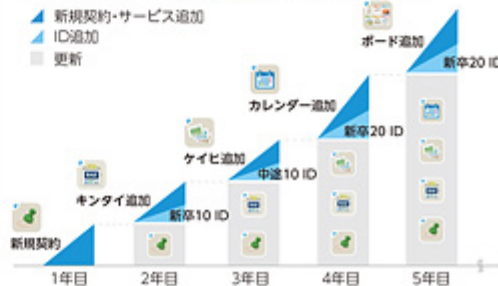 新規契約・サービス追加
ID追加
更新
ボード追加
新卒20 ID
カレンダー追加
新卒20 ID
ケイヒ追加
中途10 ID
キンタイ追加
新卒10 ID
新規契約
1年目
2年目
3年目
4年目
5年目